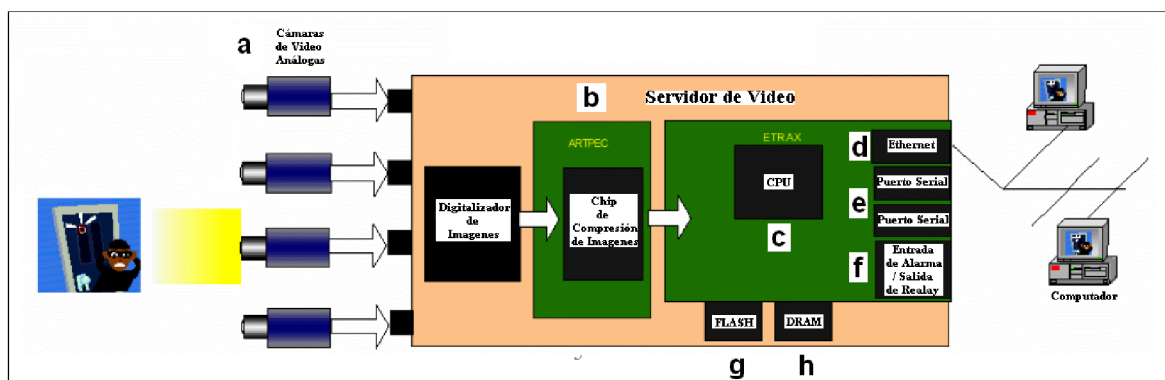 a
Cámaras
de Video
Análogas
b
Servidor de Video
ARTPEC
ETRAX
Digitalizador
de
Imagenes
Chip
de
Compresión
de Imagenes
CPU
c
d
Ethernet
e
Puerto Serial
Puerto Serial
f
Entrada
de Alarma
/ Salida
de Realay
FLASH
DRAM
g
h
Computador